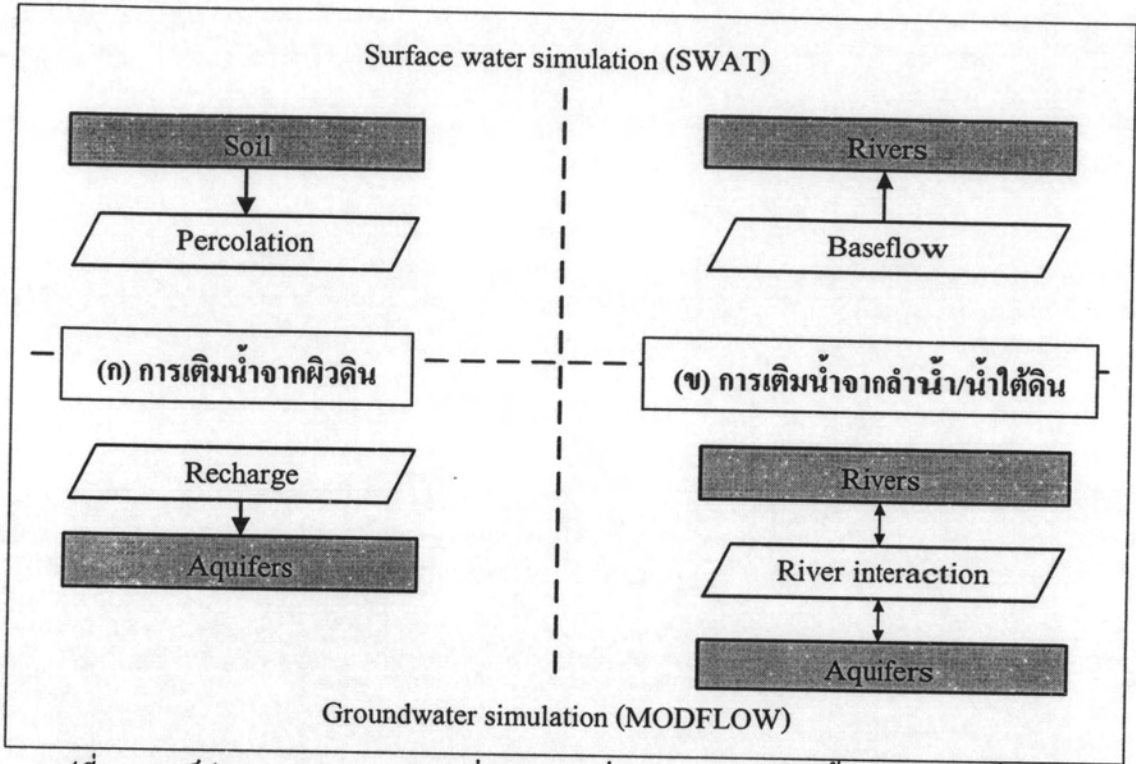 Surface water simulation (SWAT)
Soil
Rivers
Percolation
Baseflow
(ก) การเติมน้ำจากผิวดิน
(ข) การเติมน้ำจากลำน้ำ/น้ำใต้ดิน
Recharge
Rivers
Aquifers
River interaction
Aquifers
Groundwater simulation (MODFLOW)